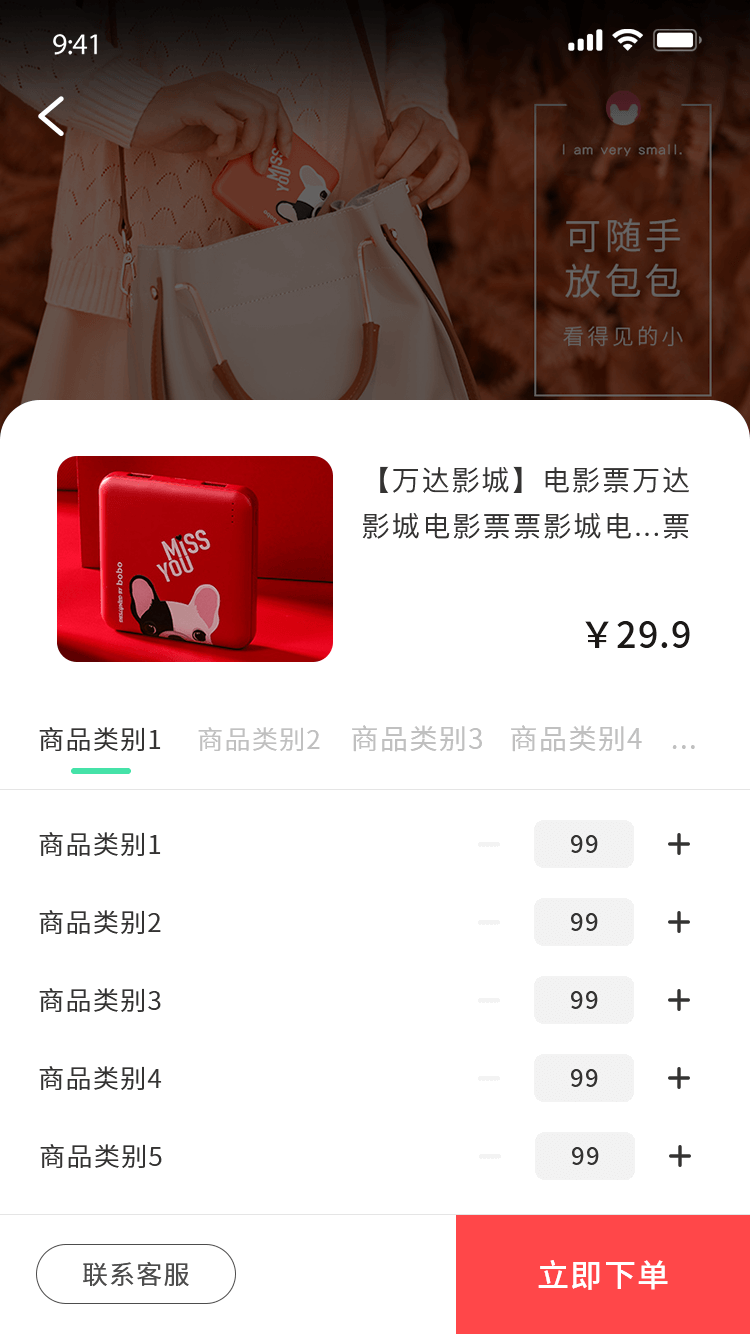 9:41
MISS
YOU
bobo
I am very small.
可随手
放包包
看得见的小
【万达影城】电影票万达
影城电影票票影城电...票
MISS
YOU
bobo
¥29.9
商品类别1 商品类别2 商品类别3 商品类别4 ...
商品类别1 99
商品类别2 99
商品类别3 99
商品类别4 99
商品类别5 99
联系客服 立即下单